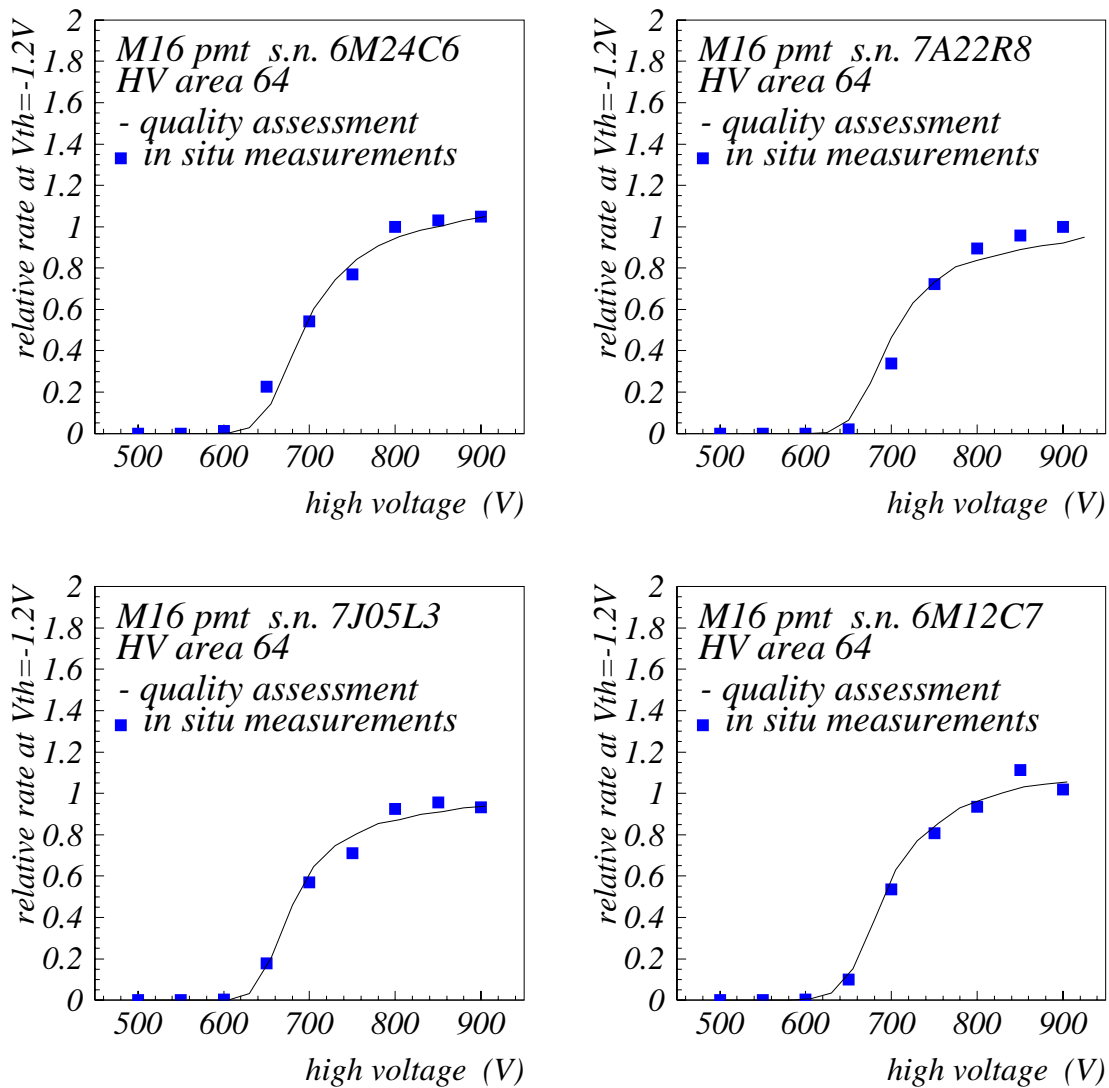 relative rate at Vth=-1.2V
2
1.8
1.6
1.4
1.2
1
0.8
0.6
0.4
0.2
0
M16 pmt s.n. 6M24C6
HV area 64
- quality assessment
in situ measurements
500 600 700 800 900
high voltage (V)
relative rate at Vth=-1.2V
2
1.8
1.6
1.4
1.2
1
0.8
0.6
0.4
0.2
0
M16 pmt s.n. 7A22R8
HV area 64
- quality assessment
in situ measurements
500 600 700 800 900
high voltage (V)
relative rate at Vth=-1.2V
2
1.8
1.6
1.4
1.2
1
0.8
0.6
0.4
0.2
0
M16 pmt s.n. 7J05L3
HV area 64
- quality assessment
in situ measurements
500 600 700 800 900
high voltage (V)
relative rate at Vth=-1.2V
2
1.8
1.6
1.4
1.2
1
0.8
0.6
0.4
0.2
0
M16 pmt s.n. 6M12C7
HV area 64
- quality assessment
in situ measurements
500 600 700 800 900
high voltage (V)